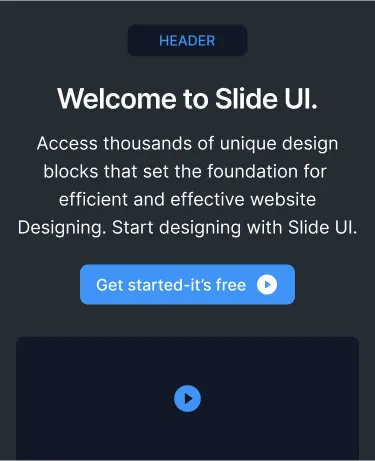 HEADER
Welcome to Slide UI.
Access thousands of unique design
blocks that set the foundation for
efficient and effective website
Designing. Start designing with Slide UI.
Get started-it’s free